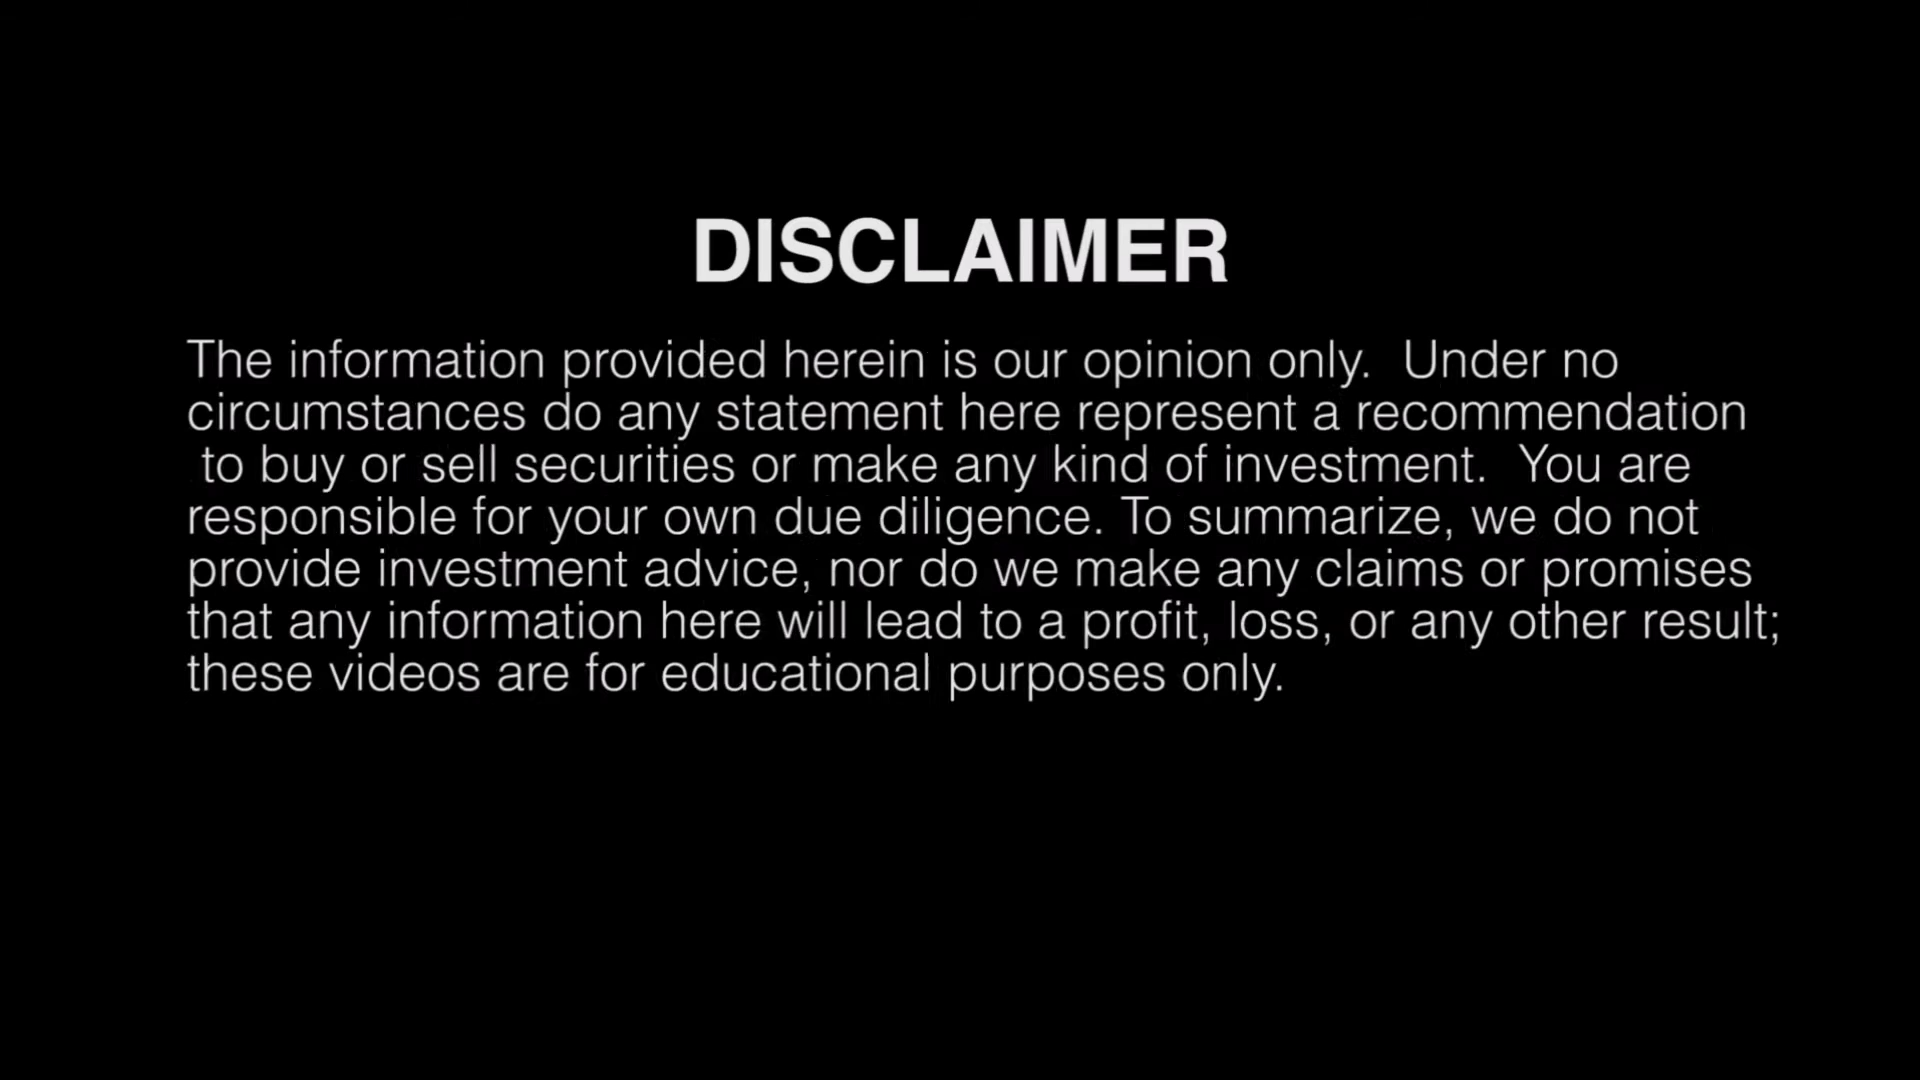 DISCLAIMER
The information provided herein is our opinion only.  Under no
circumstances do any statement here represent a recommendation
to buy or sell securities or make any kind of investment.  You are
responsible for your own due diligence. To summarize, we do not
provide investment advice, nor do we make any claims or promises
that any information here will lead to a profit, loss, or any other result;
these videos are for educational purposes only.